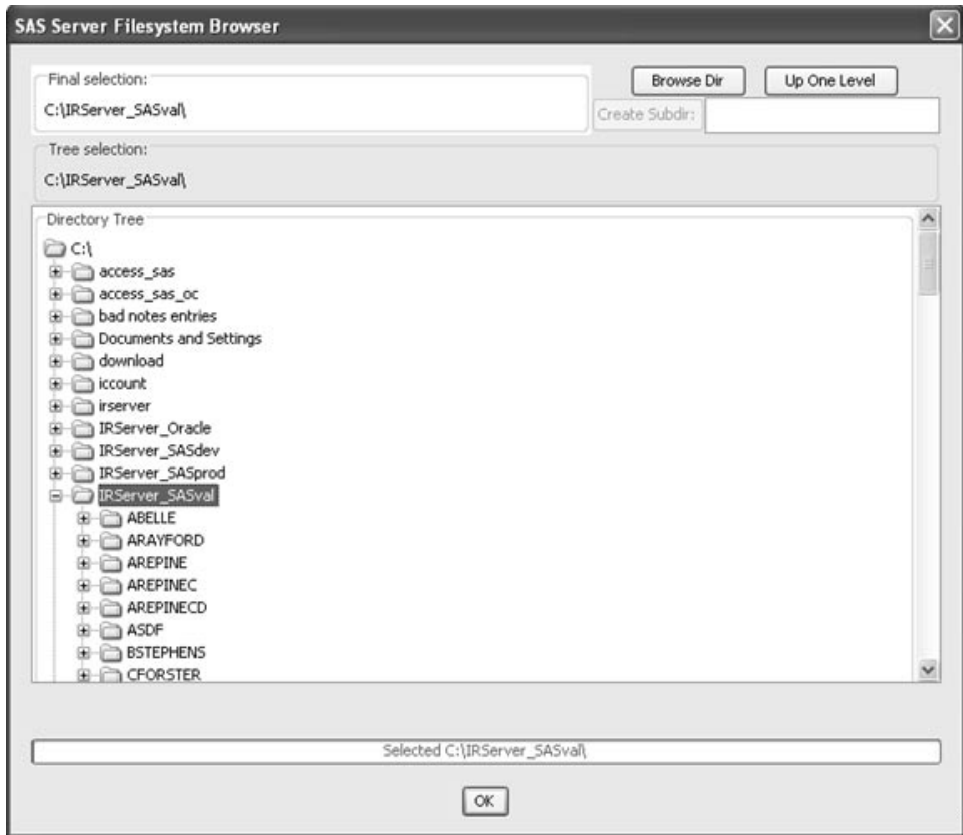 SAS Server Filesystem Browser
Final selection:
C:\IRServer_SASval\
Browse Dir
Up One Level
Create Subdir:
Tree selection:
C:\IRServer_SASval\
Directory Tree
C:\
access_sas
access_sas_oc
bad notes entries
Documents and Settings
download
iccount
irserver
IRServer_Oracle
IRServer_SASdev
IRServer_SASprod
IRServer_SASval
ABELLE
ARAYFORD
AREPINE
AREPINEC
AREPINECD
ASDF
BSTEPHENS
CFORSTER
Selected C:\IRServer_SASval\
OK